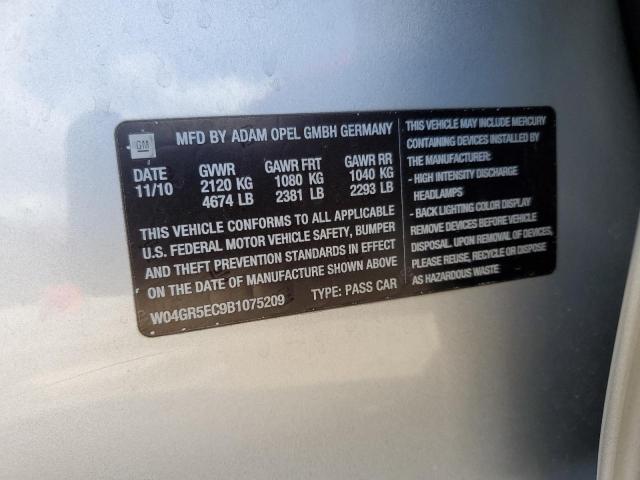 GM
MFD BY ADAM OPEL GMBH GERMANY
DATE GVWR GAWR FRT GAWR RR
11/10 2120 KG 1080 KG 1040 KG
4674 LB 2381 LB 2293 LB
THIS VEHICLE CONFORMS TO ALL APPLICABLE
U.S. FEDERAL MOTOR VEHICLE SAFETY, BUMPER
AND THEFT PREVENTION STANDARDS IN EFFECT
ON THE DATE OF MANUFACTURE SHOWN ABOVE
W04GR5EC9B1075209 TYPE: PASS CAR
THIS VEHICLE MAY INCLUDE MERCURY
CONTAINING DEVICES INSTALLED BY
THE MANUFACTURER:
- HIGH INTENSITY DISCHARGE
HEADLAMPS
- BACK LIGHTING COLOR DISPLAY
REMOVE DEVICES BEFORE VEHICLE
DISPOSAL. UPON REMOVAL OF DEVICES,
PLEASE REUSE, RECYCLE OR DISPOSE
AS HAZARDOUS WASTE